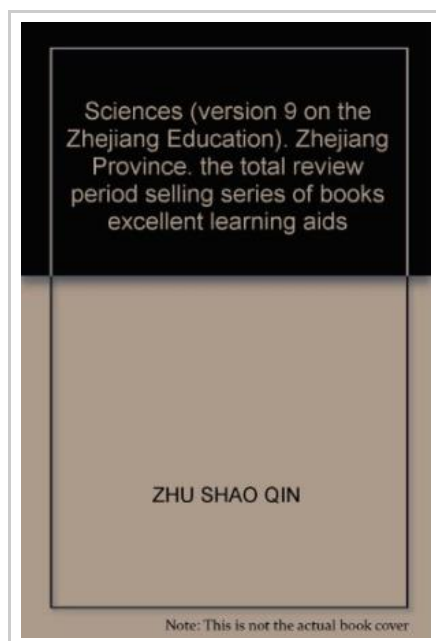 Sciences (version 9 on the
Zhejiang Education). Zhejiang
Province. the total review
period selling series of books
excellent learning aids
ZHU SHAO QIN
Note: This is not the actual book cover